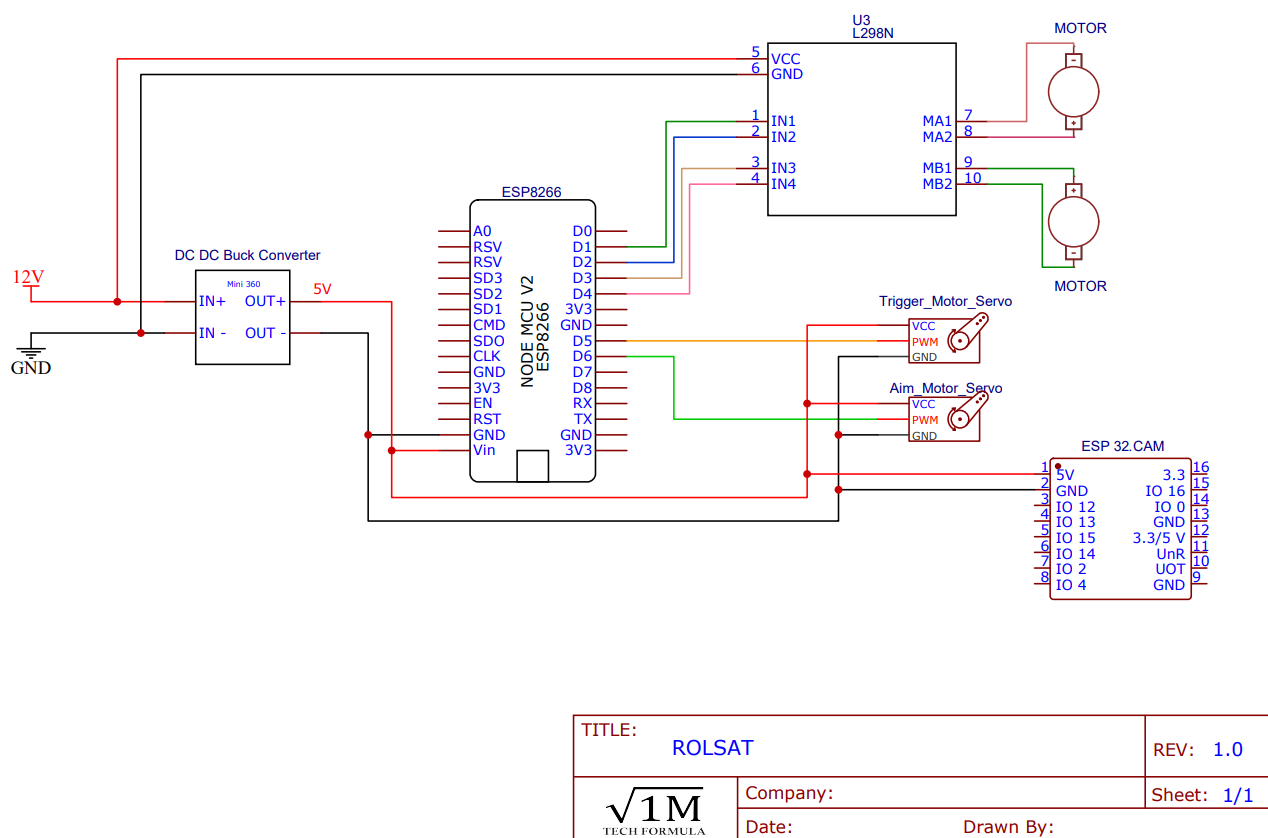 U3
L298N
MOTOR
5
VCC
6
GND
1
IN1
2
IN2
3
IN3
4
IN4
MA1
7
MA2
8
MB1
9
MB2
10
-
+
+
-
MOTOR
ESP8266
A0
RSV
RSV
SD3
SD2
SD1
CMD
SDO
CLK
GND
3V3
EN
RST
GND
Vin
NODE MCU V2
ESP8266
D0
D1
D2
D3
D4
3V3
GND
D5
D6
D7
D8
RX
TX
GND
3V3
DC DC Buck Converter
Mini 360
12V
IN+ OUT+
5V
IN - OUT -
GND
Trigger_Motor_Servo
VCC
PWM
GND
Aim_Motor_Servo
VCC
PWM
GND
ESP 32.CAM
1
5V
2
GND
3
IO 12
4
IO 13
5
IO 15
6
IO 14
7
IO 2
8
IO 4
3.3
16
IO 16
15
IO 0
14
GND
13
3.3/5 V
12
UnR
11
UOT
10
GND
9
TITLE:
ROLSAT
REV: 1.0
√1M
TECH FORMULA
Company:
Sheet: 1/1
Date:
Drawn By: